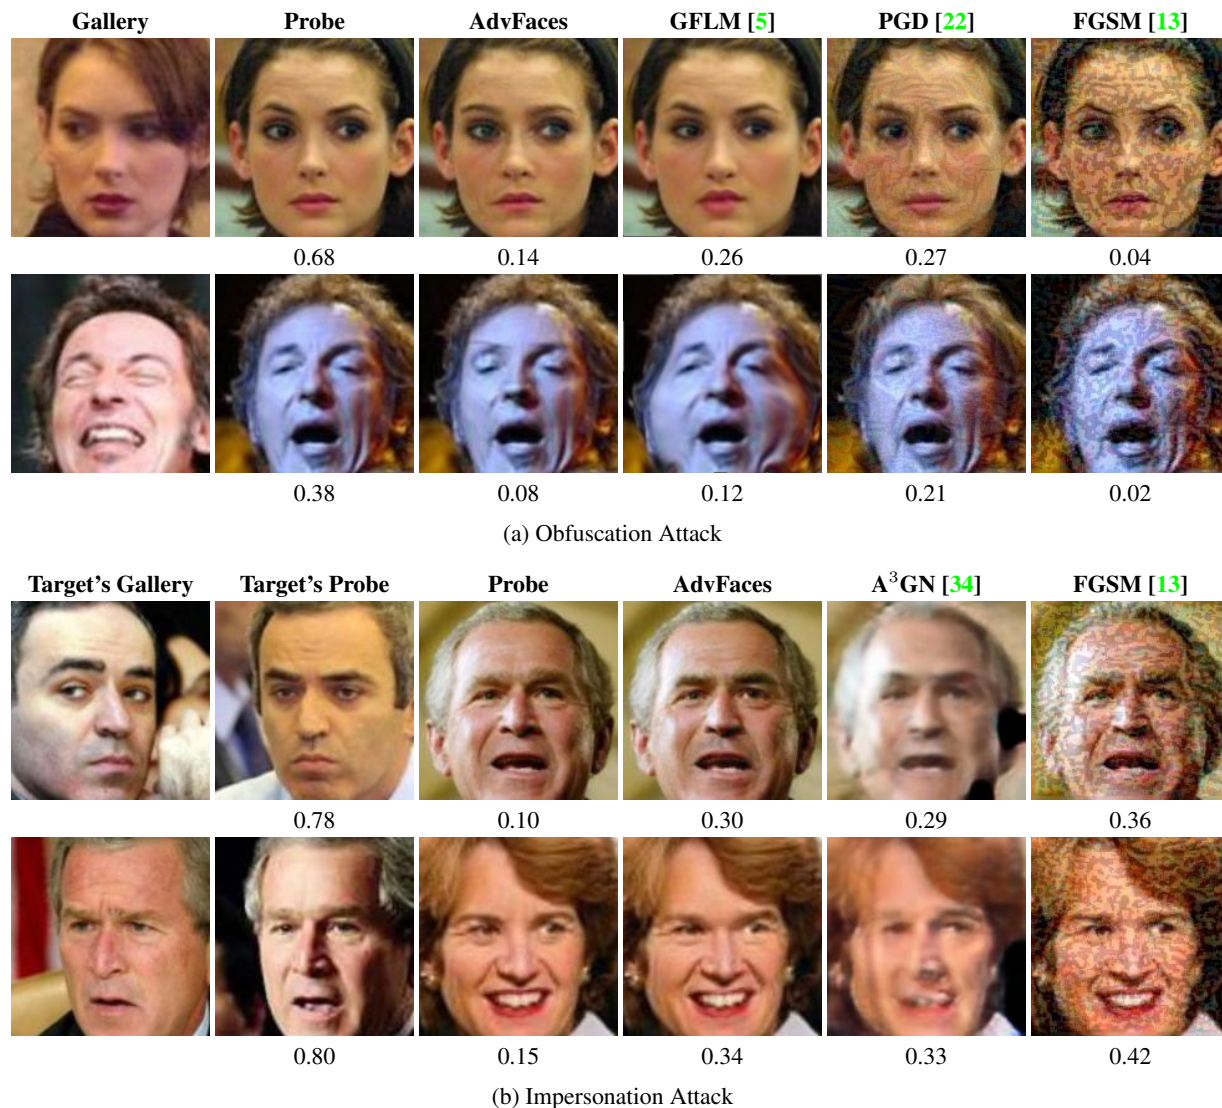 Gallery Probe AdvFaces GFLM [5] PGD [22] FGSM [13]
0.68 0.14 0.26 0.27 0.04
0.38 0.08 0.12 0.21 0.02
(a) Obfuscation Attack
Target's Gallery Target's Probe Probe AdvFaces A³GN [34] FGSM [13]
0.78 0.10 0.30 0.29 0.36
0.80 0.15 0.34 0.33 0.42
(b) Impersonation Attack